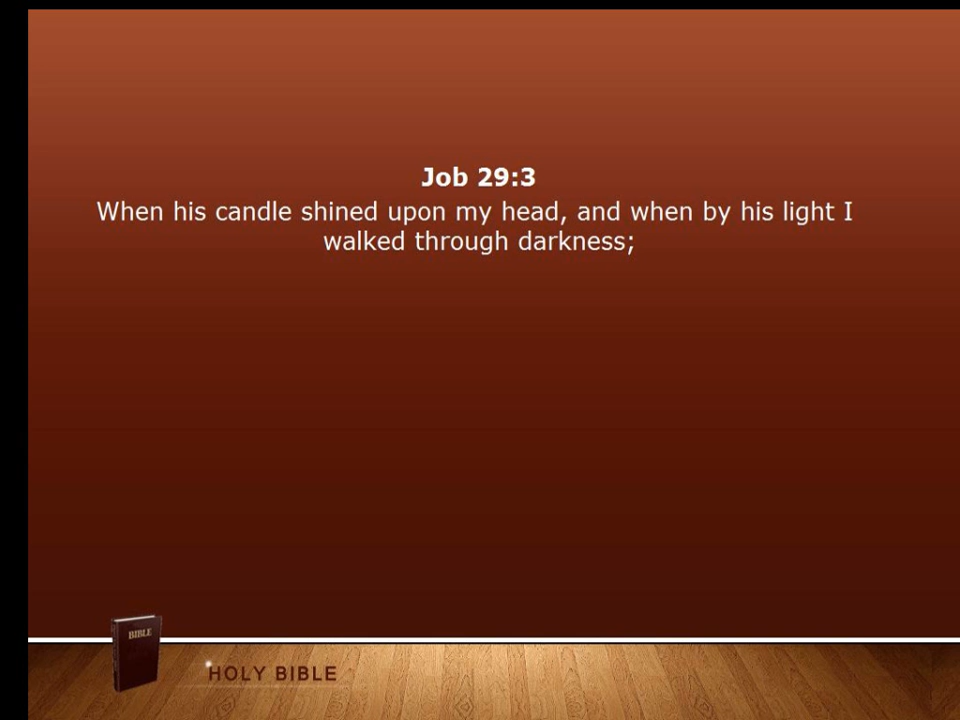 Job 29:3
When his candle shined upon my head, and when by his light I
walked through darkness;
BIBLE
HOLY BIBLE